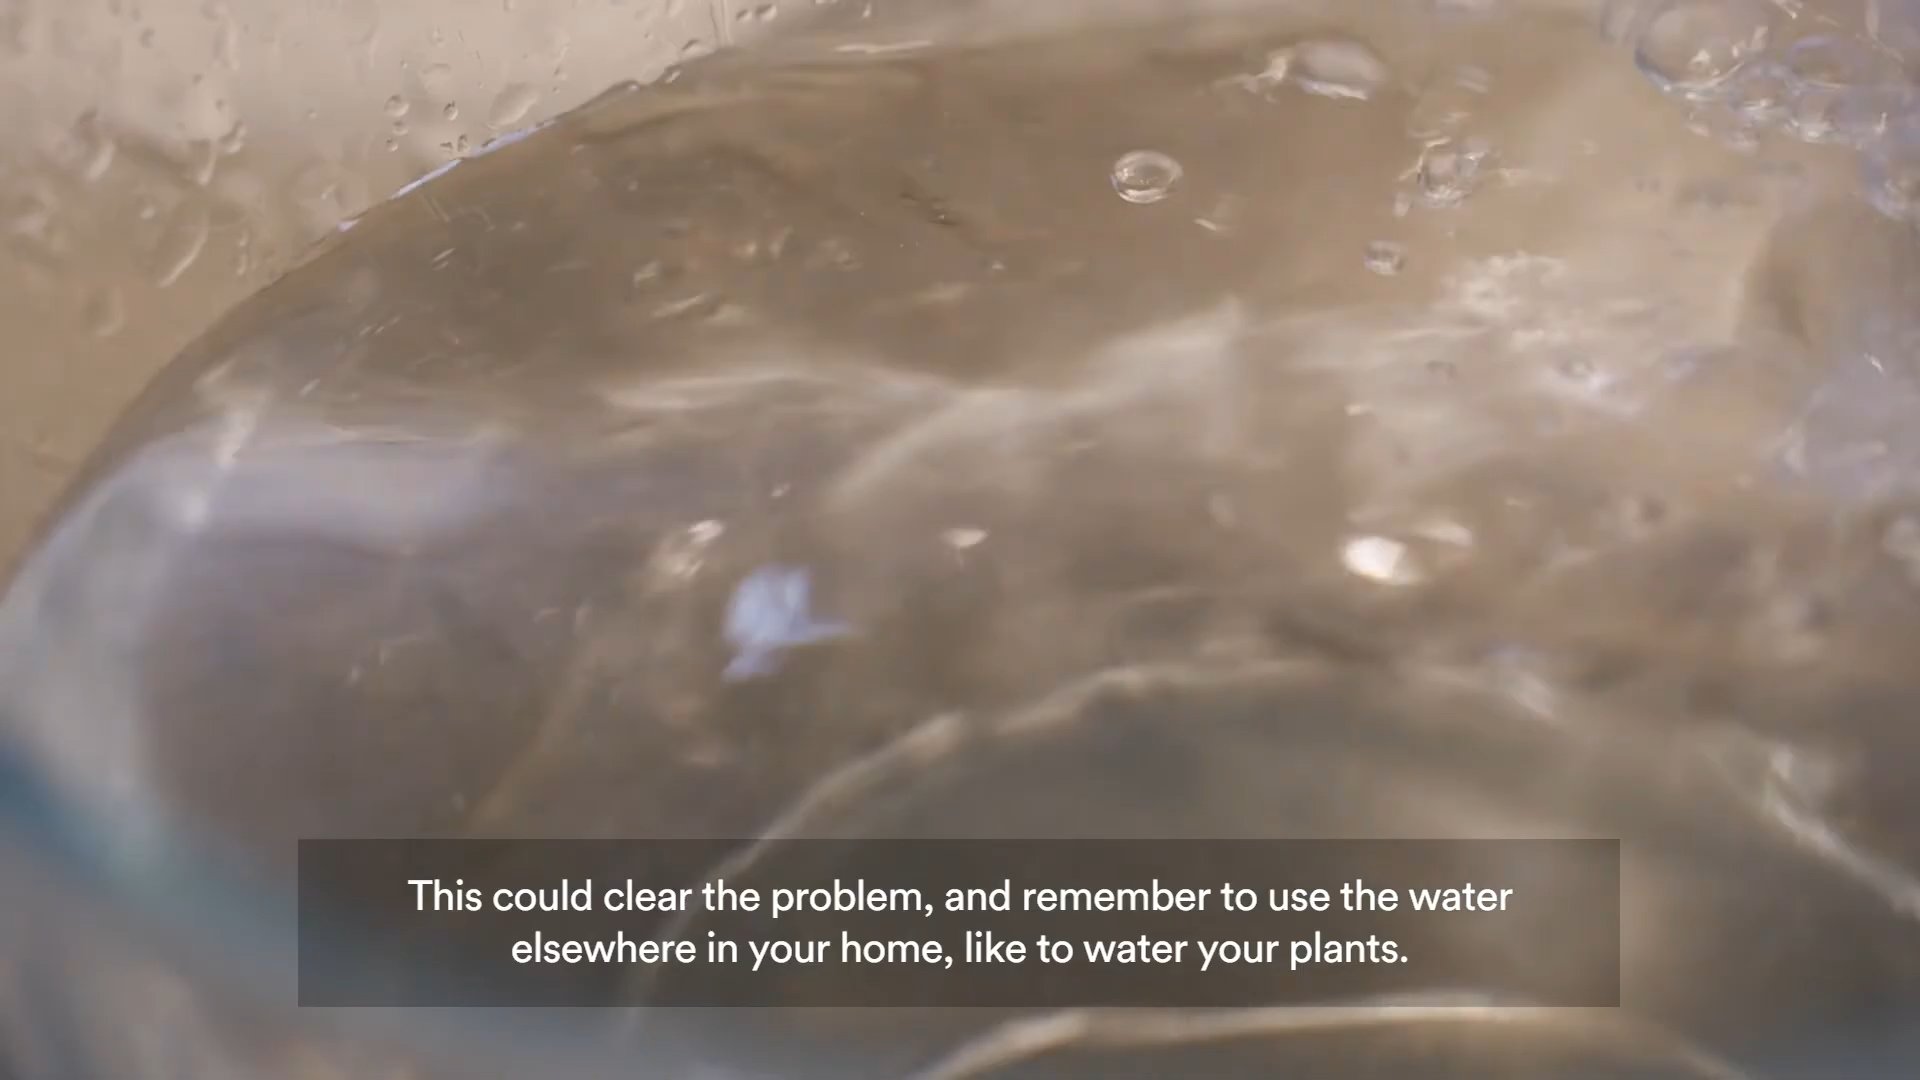 This could clear the problem, and remember to use the water
elsewhere in your home, like to water your plants.